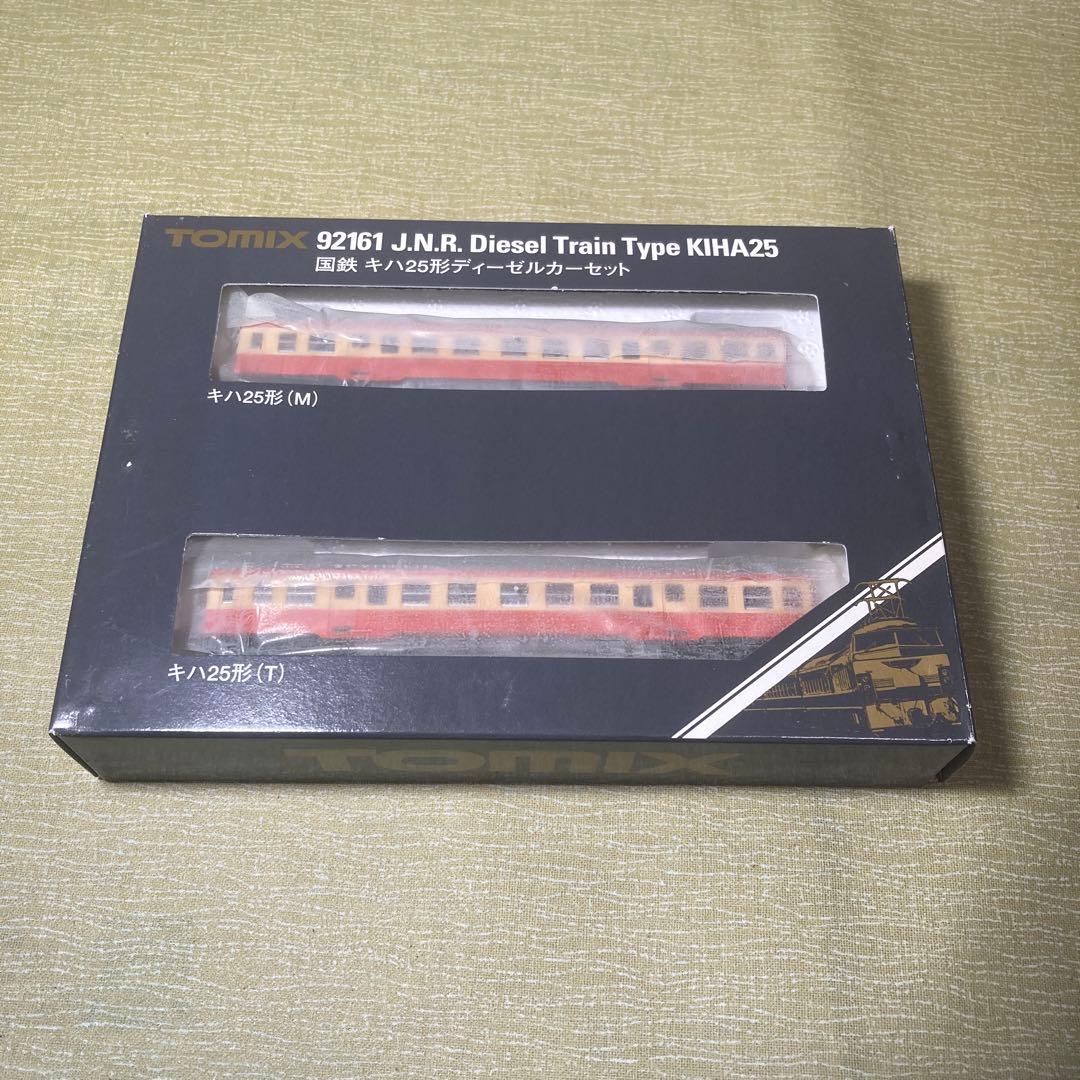 TOMIX 92161 J.N.R. Diesel Train Type KIHA25
国鉄 キハ25形ディーゼルカーセット
キハ25形(M)
キハ25形(T)
TOMIX